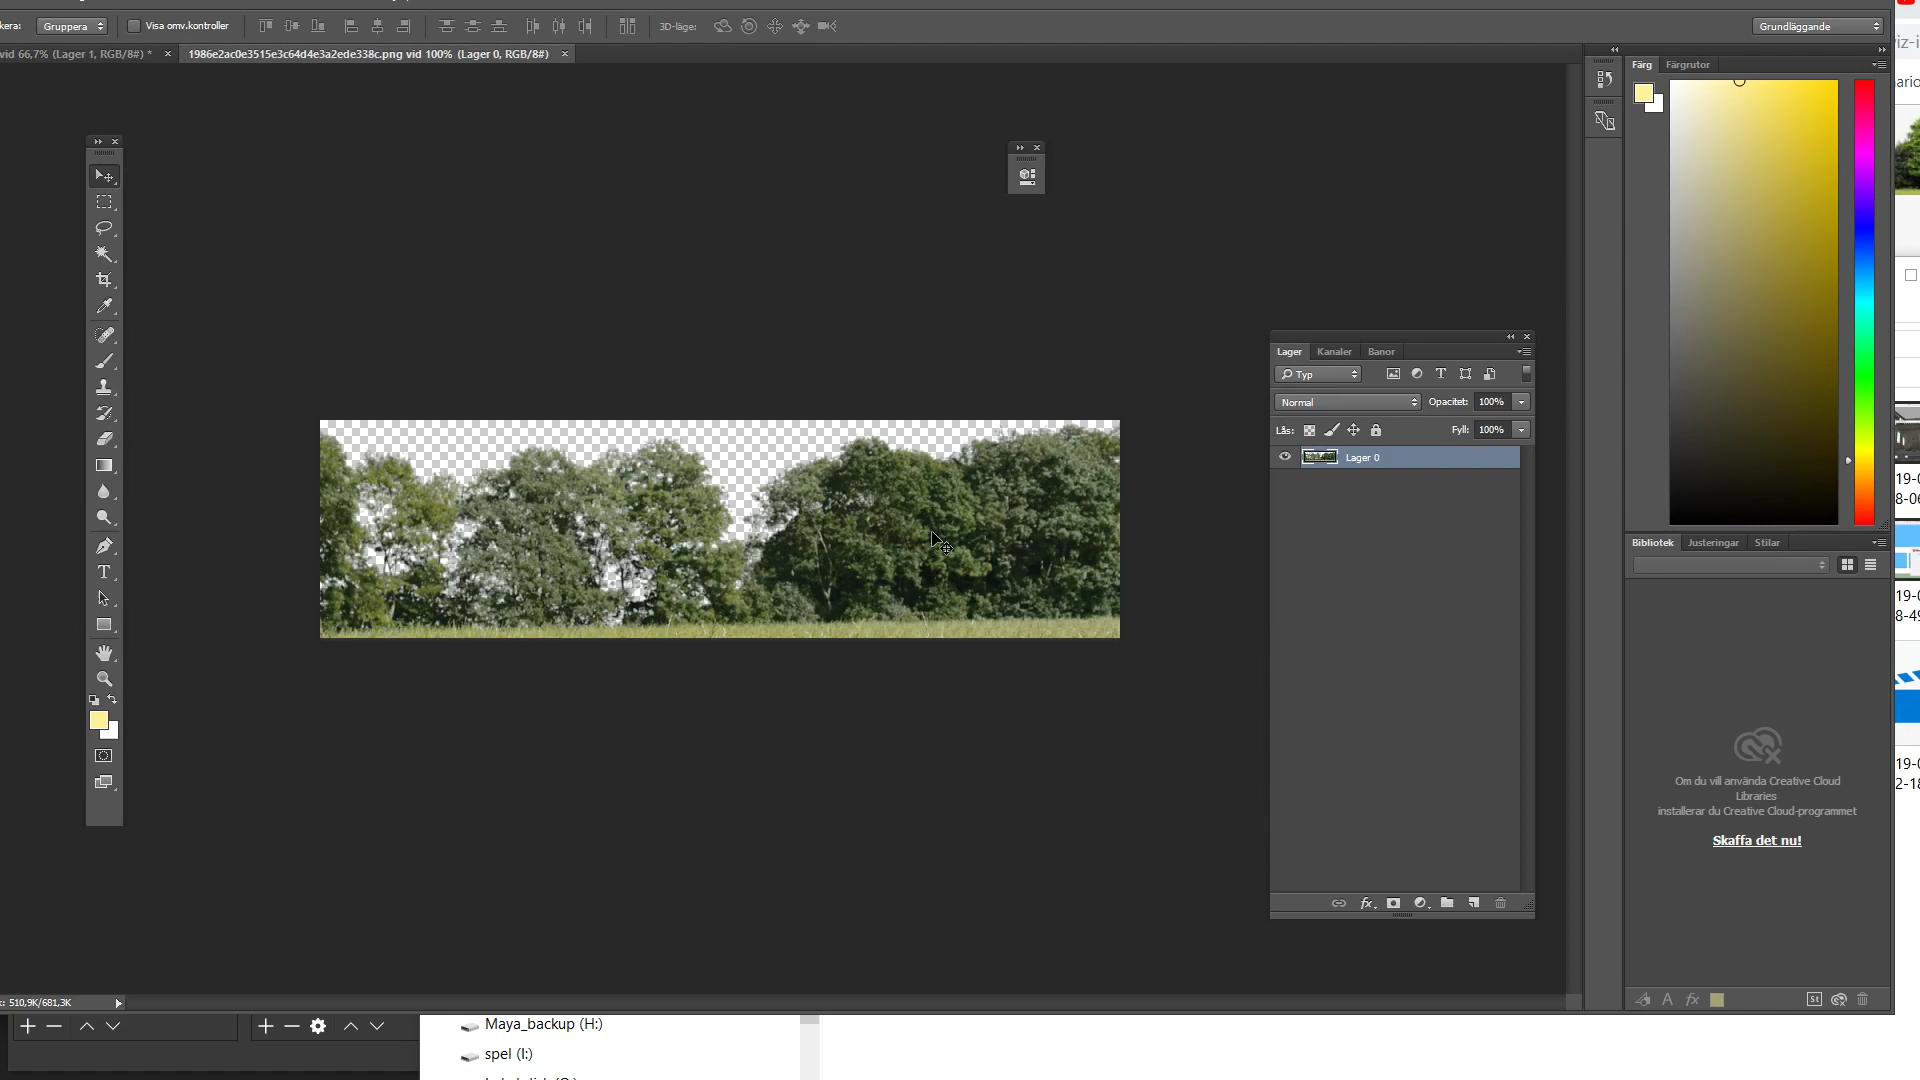 kera:
Gruppera
Visa omv.kontroller
3D-läge:
Grundläggande
vid 66,7% (Lager 1, RGB/8#) *
1986e2ac0e3515e3c64d4e3a2ede338c.png vid 100% (Lager 0, RGB/8#)
Färg
Färgrutor
Lager
Kanaler
Banor
Typ
Normal
Opacitet:
100%
Lås:
Fyll:
100%
Lager 0
Bibliotek
Justeringar
Stilar
Om du vill använda Creative Cloud
Libraries
installerar du Creative Cloud-programmet
Skaffa det nu!
510,9K/681,3K
Maya_backup (H:)
spel (I:)
viz-i
ario
19-0
8-06
19-0
8-49
19-0
2-18